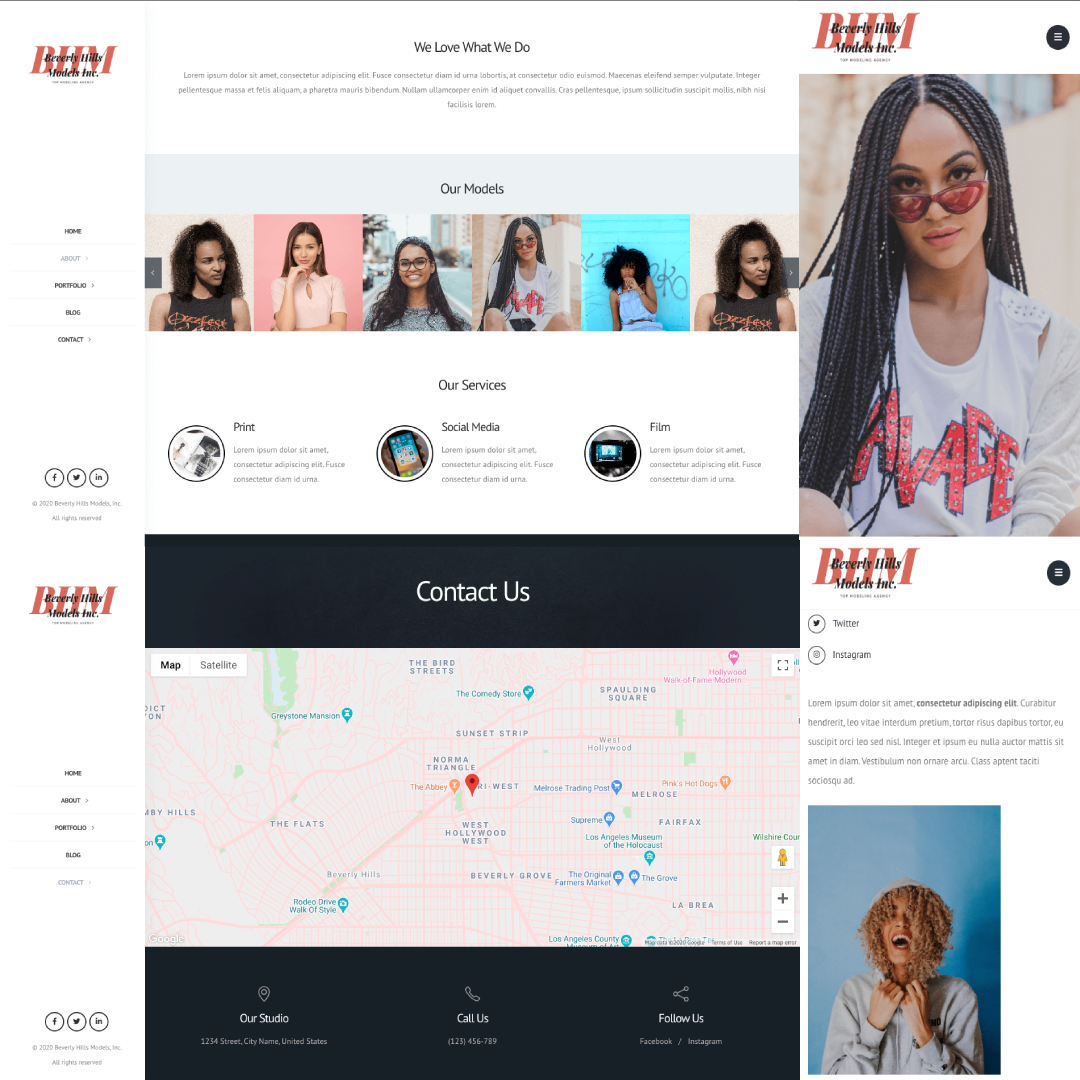 BHM
Beverly Hills
Models Inc.
TOP MODELING AGENCY
HOME
ABOUT
PORTFOLIO
BLOG
CONTACT
© 2020 Beverly Hills Models, Inc.
All rights reserved
We Love What We Do
Lorem ipsum dolor sit amet, consectetur adipiscing elit. Fusce consectetur diam id urna lobortis, at consectetur odio euismod. Maecenas eleifend semper vulputate. Integer
pellentesque massa et felis aliquam, a pharetra mauris bibendum. Nullam ullamcorper enim id aliquet convallis. Cras pellentesque, ipsum sollicitudin suscipit mollis, nibh nisi
facilisis lorem.
Our Models
Our Services
Print
Lorem ipsum dolor sit amet,
consectetur adipiscing elit. Fusce
consectetur diam id urna.
Social Media
Lorem ipsum dolor sit amet,
consectetur adipiscing elit. Fusce
consectetur diam id urna.
Film
Lorem ipsum dolor sit amet,
consectetur adipiscing elit. Fusce
consectetur diam id urna.
BHM
Beverly Hills
Models Inc.
TOP MODELING AGENCY
BHM
Beverly Hills
Models Inc.
TOP MODELING AGENCY
HOME
ABOUT
PORTFOLIO
BLOG
CONTACT
© 2020 Beverly Hills Models, Inc.
All rights reserved
Contact Us
Map Satellite
THE BIRD
STREETS
Hollywood
Walk-of-Fame Modern
The Comedy Store
SPAULDING
SQUARE
Greystone Mansion
SUNSET STRIP
West
Hollywood
NORMA
TRIANGLE
The Abbey
TRI-WEST
Melrose Trading Post
Pink's Hot Dogs
MELROSE
THE FLATS
WEST
HOLLYWOOD
WEST
Supreme
FAIRFAX
Los Angeles Museum
of the Holocaust
Beverly Hills
BEVERLY GROVE
The Original
Farmers Market
The Grove
Rodeo Drive
Walk Of Style
LA BREA
Los Angeles County
Museum of Art
Google
Map data ©2020 Google
Terms of Use
Report a map error
Our Studio
1234 Street, City Name, United States
Call Us
(123) 456-789
Follow Us
Facebook / Instagram
BHM
Beverly Hills
Models Inc.
TOP MODELING AGENCY
Twitter
Instagram
Lorem ipsum dolor sit amet, consectetur adipiscing elit. Curabitur
hendrerit, leo vitae interdum pretium, tortor risus dapibus tortor, eu
suscipit orci leo sed nisl. Integer et ipsum eu nulla auctor mattis sit
amet in diam. Vestibulum non ornare arcu. Class aptent taciti
sociosqu ad.